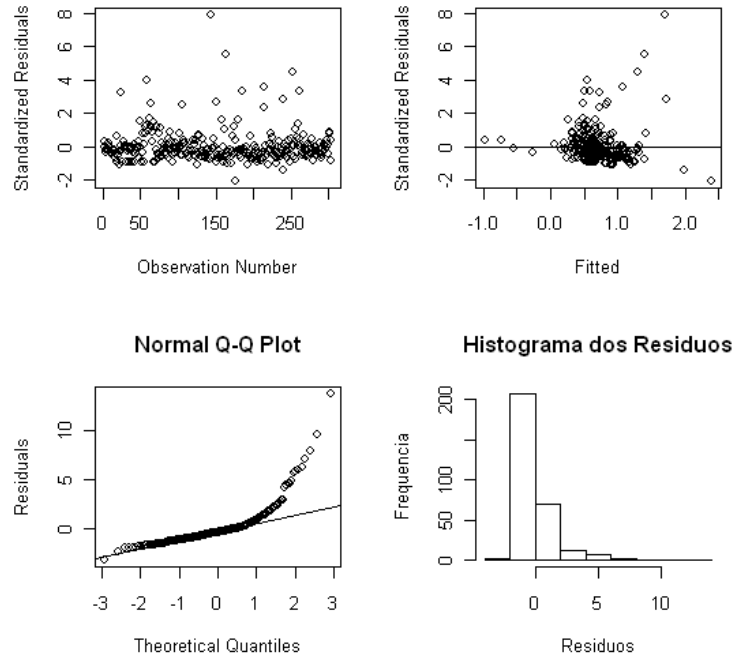 Standardized Residuals
8
6
4
2
0
-2
0 50 150 250
Observation Number
Standardized Residuals
8
6
4
2
0
-2
-1.0 0.0 1.0 2.0
Fitted
Normal Q-Q Plot
Residuals
10
5
0
-3 -2 -1 0 1 2 3
Theoretical Quantiles
Histograma dos Residuos
Frequencia
200
100
50
0
0 5 10
Residuos